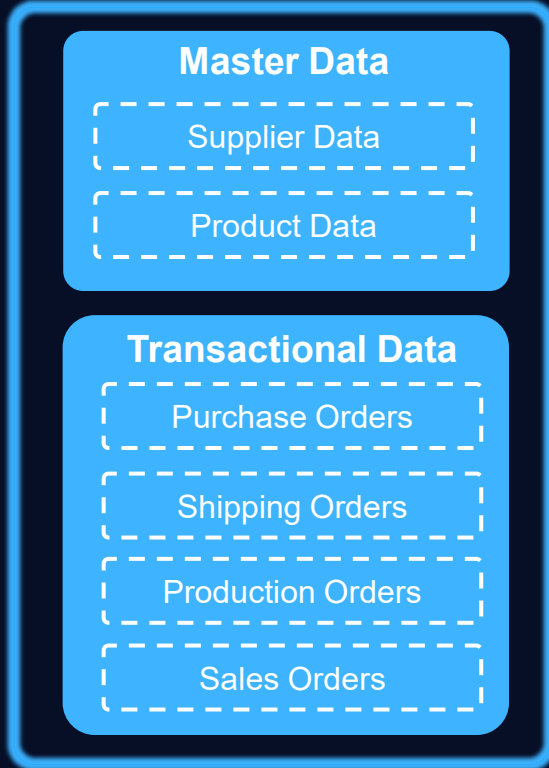 Master Data
Supplier Data
Product Data
Transactional Data
Purchase Orders
Shipping Orders
Production Orders
Sales Orders